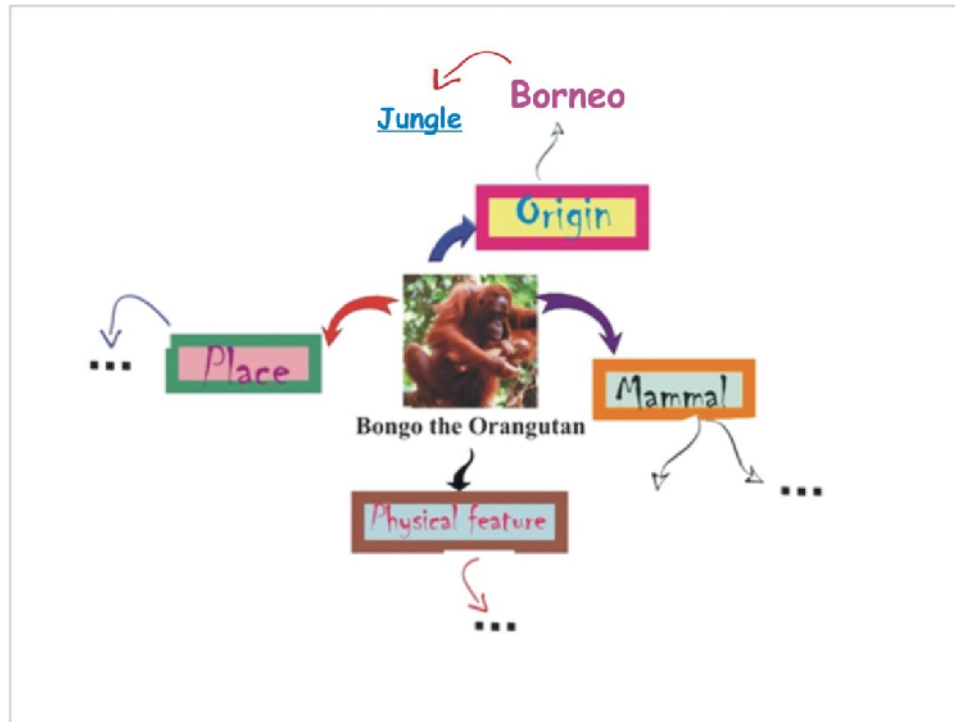 Borneo
Jungle
Origin
Place
...
Mammal
...
Bongo the Orangutan
Physical feature
...